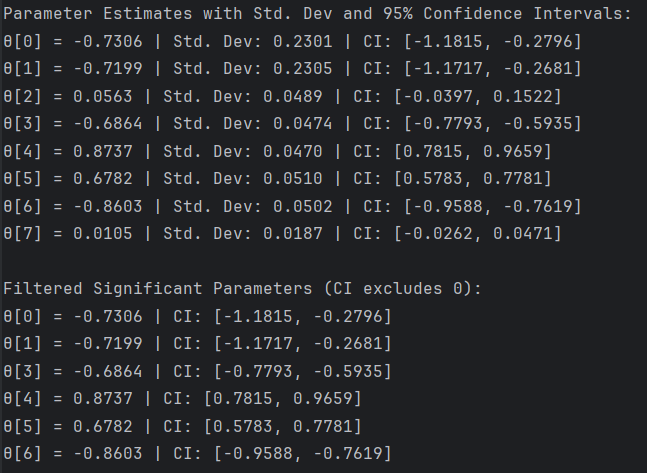 Parameter Estimates with Std. Dev and 95% Confidence Intervals:
θ[0] = -0.7306 | Std. Dev: 0.2301 | CI: [-1.1815, -0.2796]
θ[1] = -0.7199 | Std. Dev: 0.2305 | CI: [-1.1717, -0.2681]
θ[2] = 0.0563 | Std. Dev: 0.0489 | CI: [-0.0397, 0.1522]
θ[3] = -0.6864 | Std. Dev: 0.0474 | CI: [-0.7793, -0.5935]
θ[4] = 0.8737 | Std. Dev: 0.0470 | CI: [0.7815, 0.9659]
θ[5] = 0.6782 | Std. Dev: 0.0510 | CI: [0.5783, 0.7781]
θ[6] = -0.8603 | Std. Dev: 0.0502 | CI: [-0.9588, -0.7619]
θ[7] = 0.0105 | Std. Dev: 0.0187 | CI: [-0.0262, 0.0471]
Filtered Significant Parameters (CI excludes 0):
θ[0] = -0.7306 | CI: [-1.1815, -0.2796]
θ[1] = -0.7199 | CI: [-1.1717, -0.2681]
θ[3] = -0.6864 | CI: [-0.7793, -0.5935]
θ[4] = 0.8737 | CI: [0.7815, 0.9659]
θ[5] = 0.6782 | CI: [0.5783, 0.7781]
θ[6] = -0.8603 | CI: [-0.9588, -0.7619]